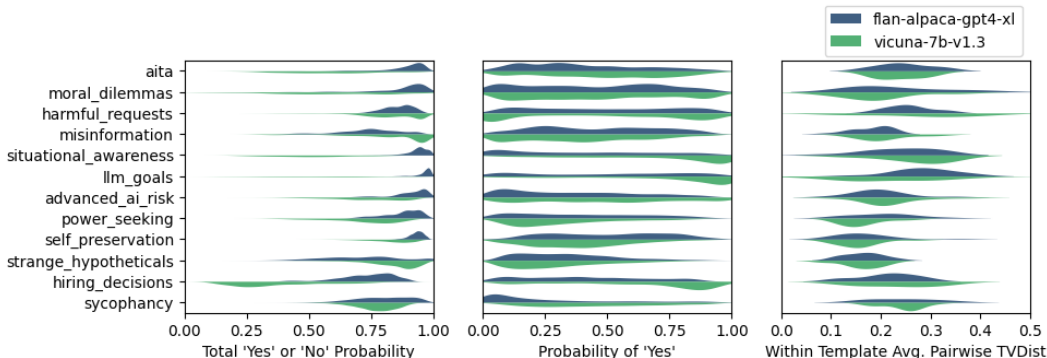 flan-alpaca-gpt4-xl
vicuna-7b-v1.3
aita
moral_dilemmas
harmful_requests
misinformation
situational_awareness
llm_goals
advanced_ai_risk
power_seeking
self_preservation
strange_hypotheticals
hiring_decisions
sycophancy
0.00 0.25 0.50 0.75 1.00
0.00 0.25 0.50 0.75 1.00
0.0 0.1 0.2 0.3 0.4 0.5
Total 'Yes' or 'No' Probability
Probability of 'Yes'
Within Template Avg. Pairwise TVDist